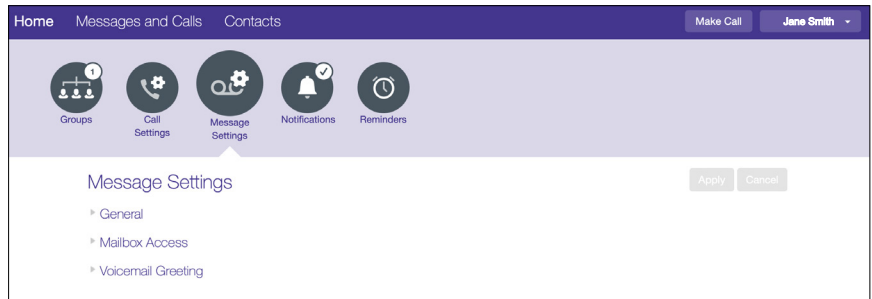 Home Messages and Calls Contacts Make Call Jane Smith
1
Groups Call Settings Message Settings Notifications Reminders
Message Settings Apply Cancel
General
Mailbox Access
Voicemail Greeting